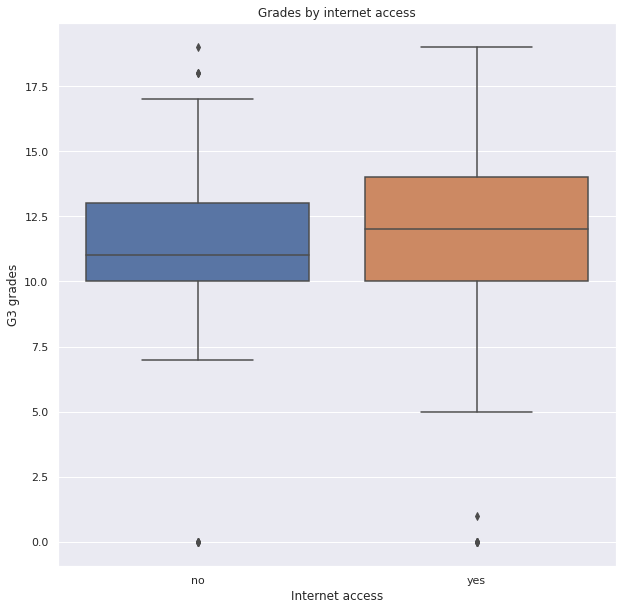 Grades by internet access
G3 grades
17.5
15.0
12.5
10.0
7.5
5.0
2.5
0.0
no
yes
Internet access